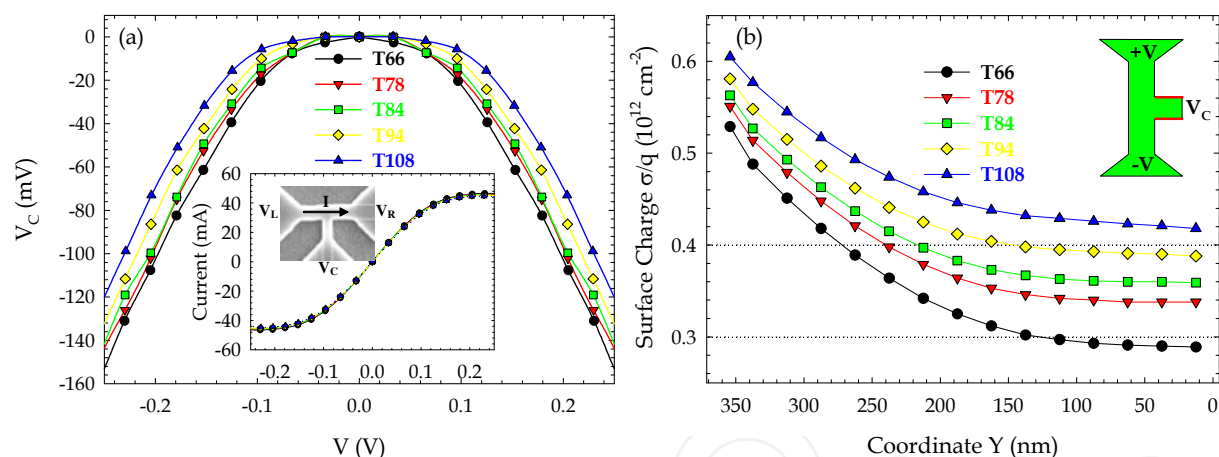 (a)
0
-20
-40
-60
-80
-100
-120
-140
-160
V_C (mV)
-0.2
-0.1
0.0
0.1
0.2
V (V)
T66
T78
T84
T94
T108
60
40
20
0
-20
-40
-60
Current (mA)
-0.2
-0.1
0.0
0.1
0.2
V_L
I
V_R
V_C
(b)
0.6
0.5
0.4
0.3
Surface Charge σ/q (10^12 cm^-2)
350
300
250
200
150
100
50
0
Coordinate Y (nm)
T66
T78
T84
T94
T108
+V
V_C
-V